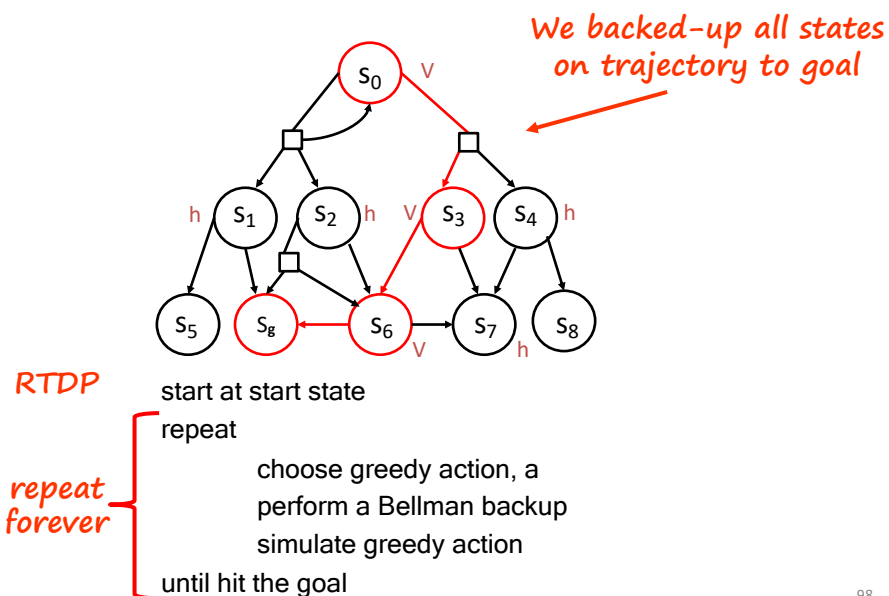 We backed-up all states
on trajectory to goal
s0 V
h s1 s2 h V s3 s4 h
s5 sg s6 V s7 h s8
RTDP
start at start state
repeat
choose greedy action, a
repeat
forever
perform a Bellman backup
simulate greedy action
until hit the goal
98